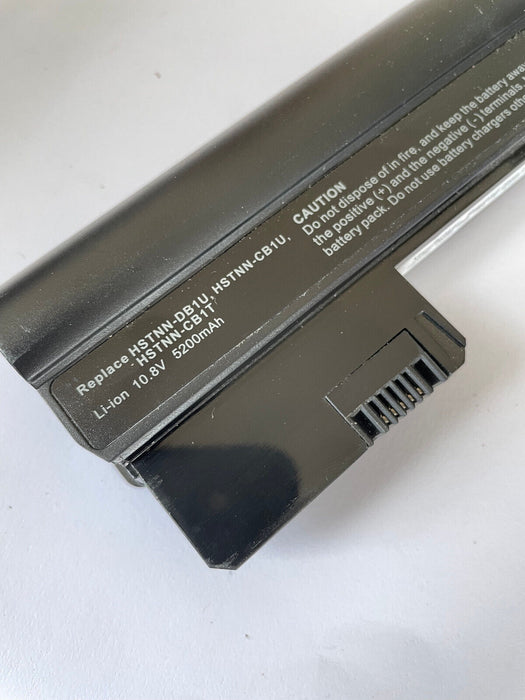 Replace HSTNN-DB1U, HSTNN-CB1U,
HSTNN-CB1T
Li-ion 10.8V 5200mAh
CAUTION
Do not dispose of in fire, and keep the battery away
the positive (+) and the negative (-) terminals.
battery pack. Do not use battery chargers oth